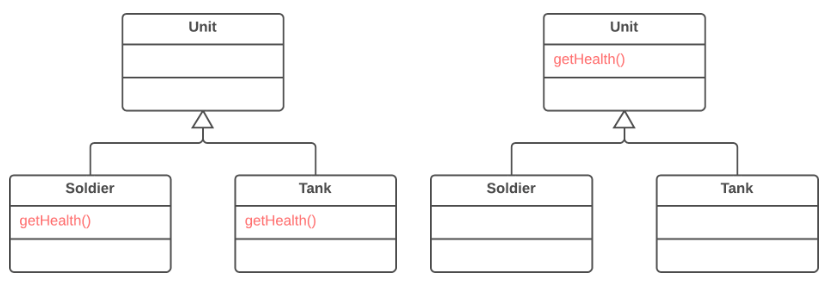 Unit
Soldier
getHealth()
Tank
getHealth()
Unit
getHealth()
Soldier
Tank